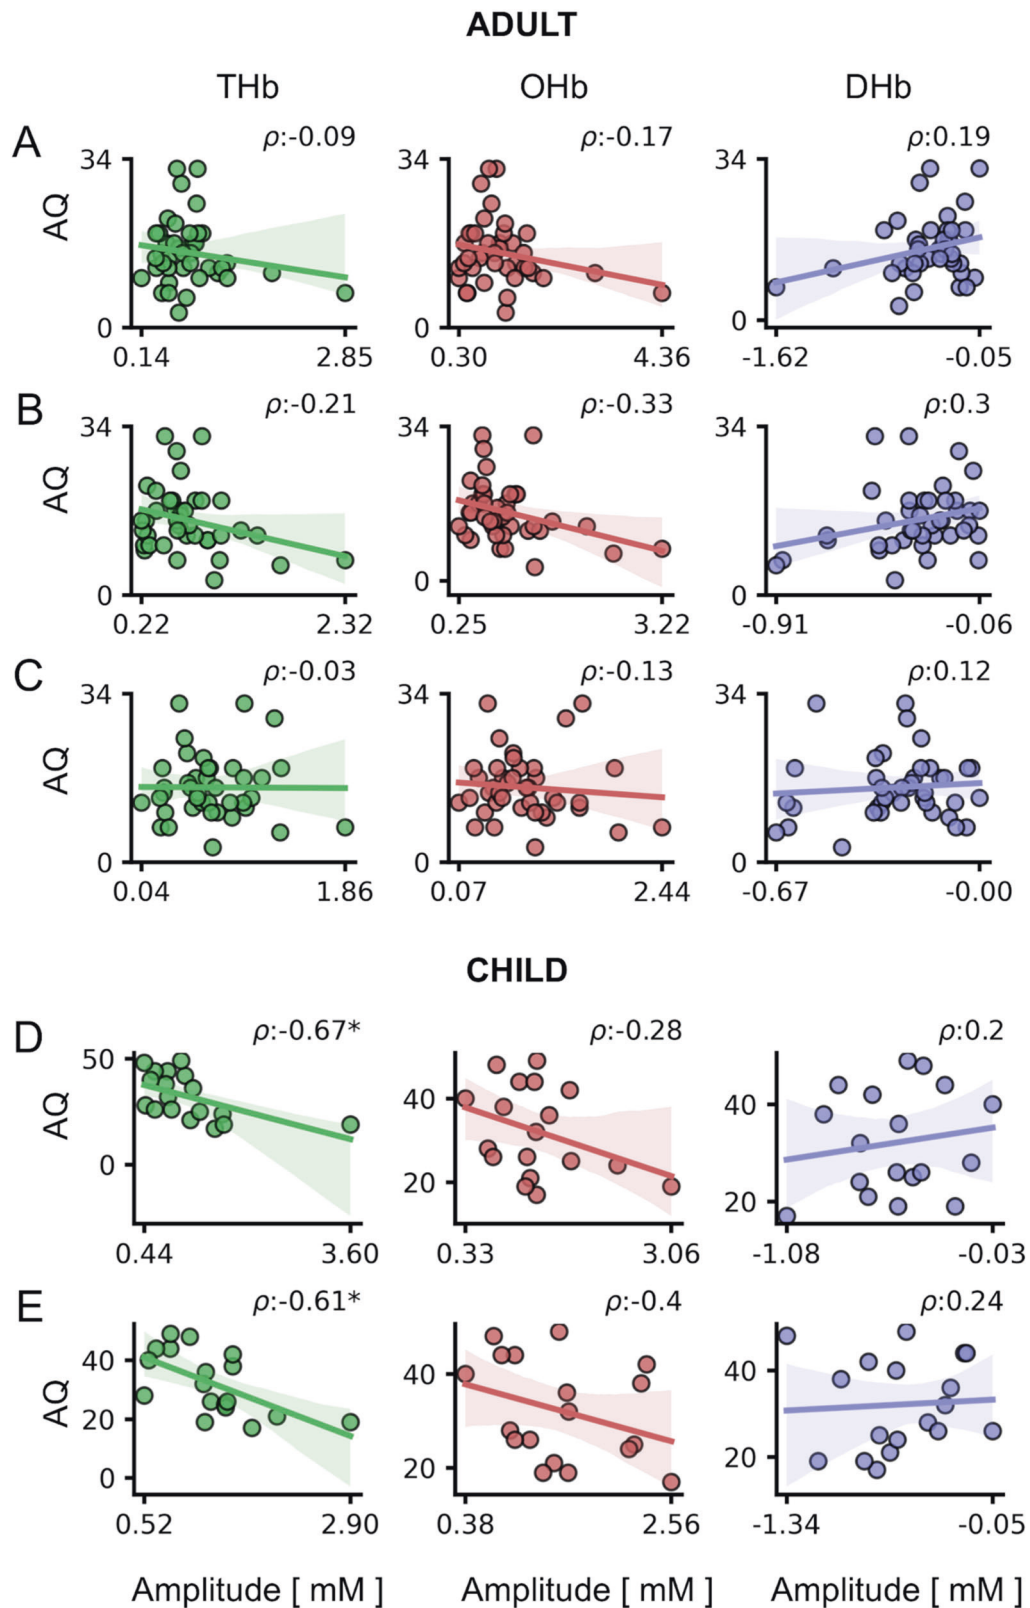 ADULT
THb OHb DHb
A ρ:-0.09 ρ:-0.17 ρ:0.19
34 34 34
AQ
0 0 0
0.14 2.85 0.30 4.36 -1.62 -0.05
B ρ:-0.21 ρ:-0.33 ρ:0.3
34 34 34
AQ
0 0 0
0.22 2.32 0.25 3.22 -0.91 -0.06
C ρ:-0.03 ρ:-0.13 ρ:0.12
34 34 34
AQ
0 0 0
0.04 1.86 0.07 2.44 -0.67 -0.00
CHILD
D ρ:-0.67* ρ:-0.28 ρ:0.2
50 40 40
AQ
0 20 20
0.44 3.60 0.33 3.06 -1.08 -0.03
E ρ:-0.61* ρ:-0.4 ρ:0.24
40 40 40
AQ
20
0 20 20
0.52 2.90 0.38 2.56 -1.34 -0.05
Amplitude [ mM ] Amplitude [ mM ] Amplitude [ mM ]